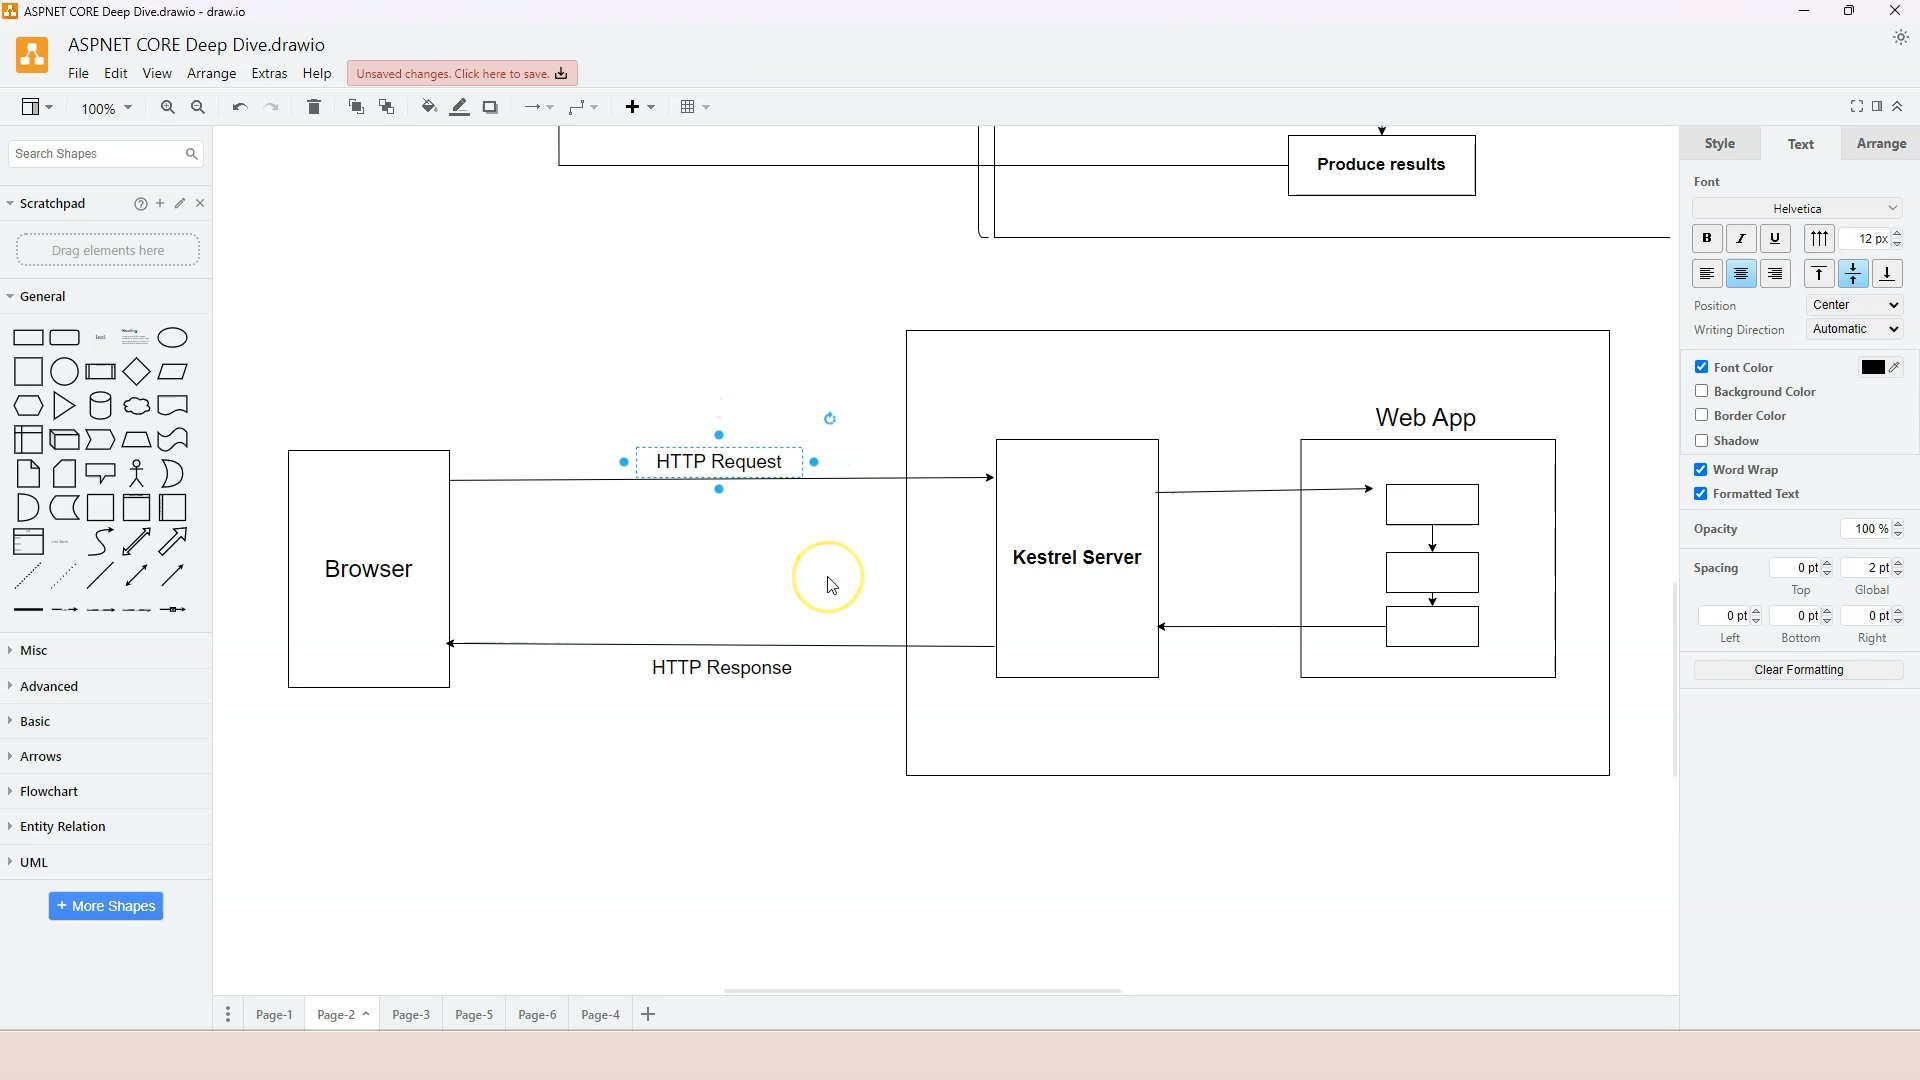 ASPNET CORE Deep Dive.drawio - draw.io
ASPNET CORE Deep Dive.drawio
File Edit View Arrange Extras Help Unsaved changes. Click here to save.
100%
Search Shapes
Scratchpad
Drag elements here
General
Text
Heading
List Item
Misc
Advanced
Basic
Arrows
Flowchart
Entity Relation
UML
+ More Shapes
Produce results
Web App
HTTP Request
Browser
Kestrel Server
HTTP Response
Page-1 Page-2 Page-3 Page-5 Page-6 Page-4
Style Text Arrange
Font
Helvetica
B I U 12 px
Position Center
Writing Direction Automatic
Font Color
Background Color
Border Color
Shadow
Word Wrap
Formatted Text
Opacity 100 %
Spacing 0 pt 2 pt
Top Global
0 pt 0 pt 0 pt
Left Bottom Right
Clear Formatting